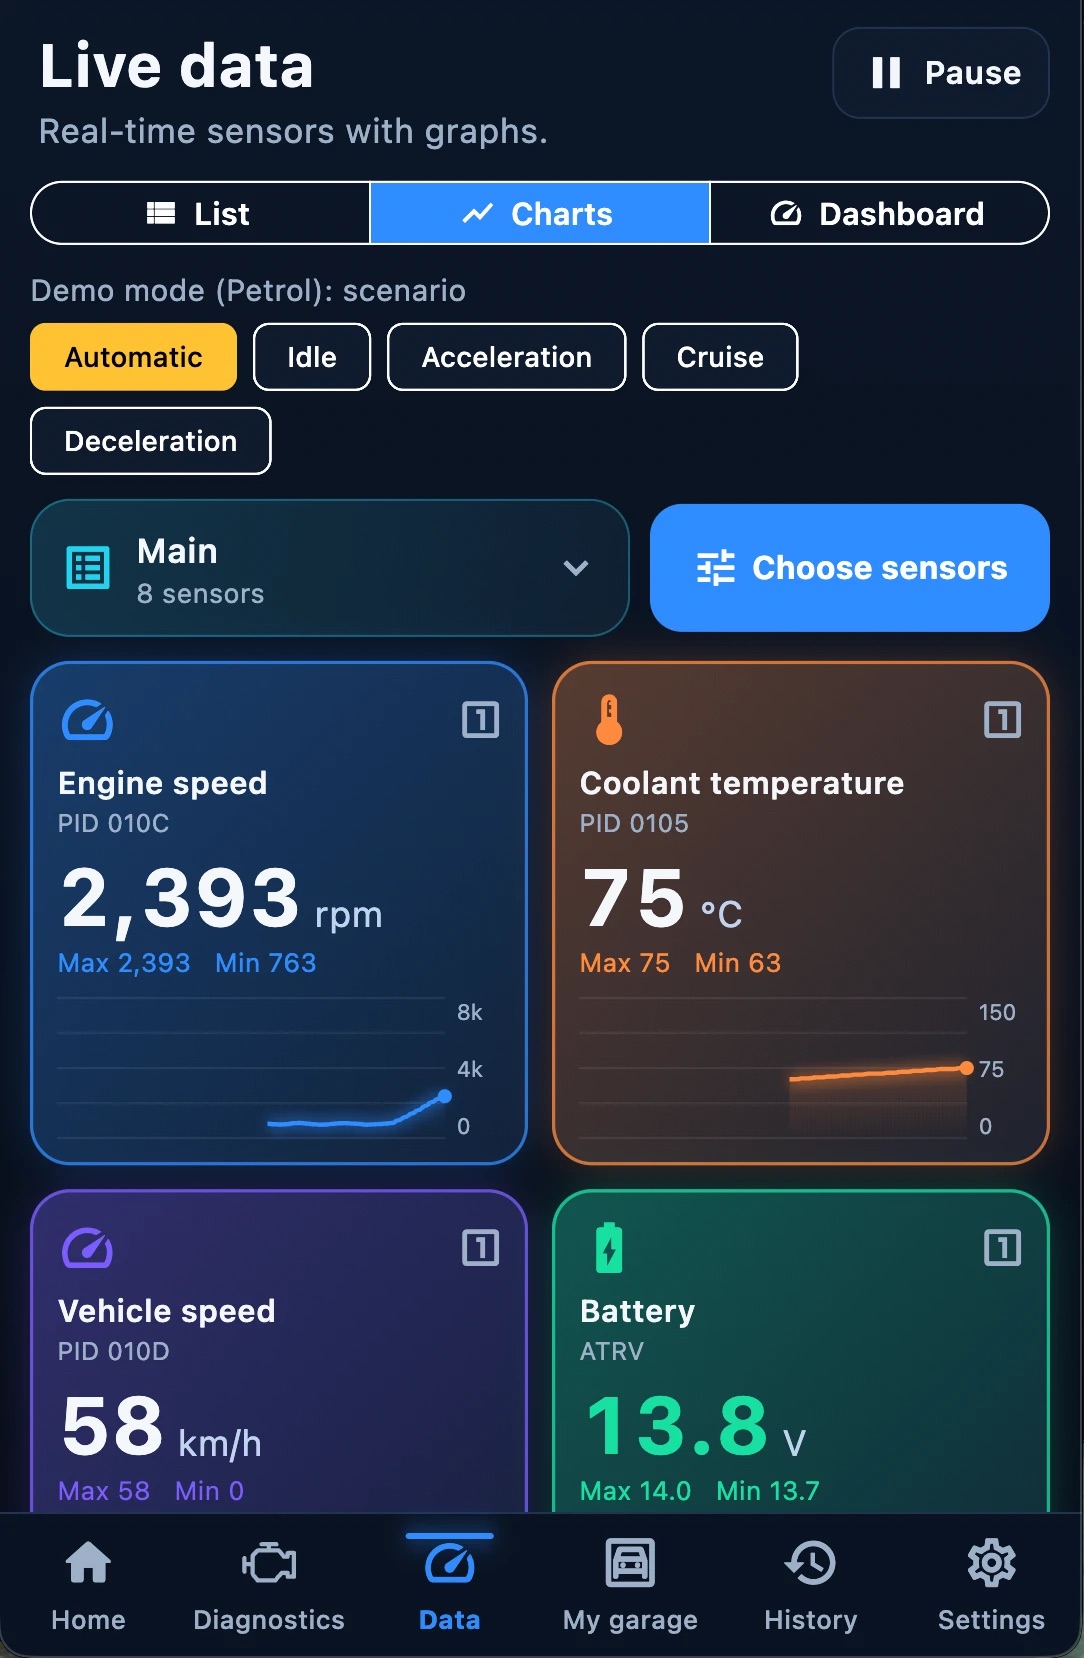 Live data
Pause
Real-time sensors with graphs.
List
Charts
Dashboard
Demo mode (Petrol): scenario
Automatic
Idle
Acceleration
Cruise
Deceleration
Main
8 sensors
Choose sensors
1
Engine speed
PID 010C
2,393 rpm
Max 2,393 Min 763
8k
4k
0
1
Coolant temperature
PID 0105
75 °C
Max 75 Min 63
150
75
0
1
Vehicle speed
PID 010D
58 km/h
Max 58 Min 0
1
Battery
ATRV
13.8 V
Max 14.0 Min 13.7
Home
Diagnostics
Data
My garage
History
Settings